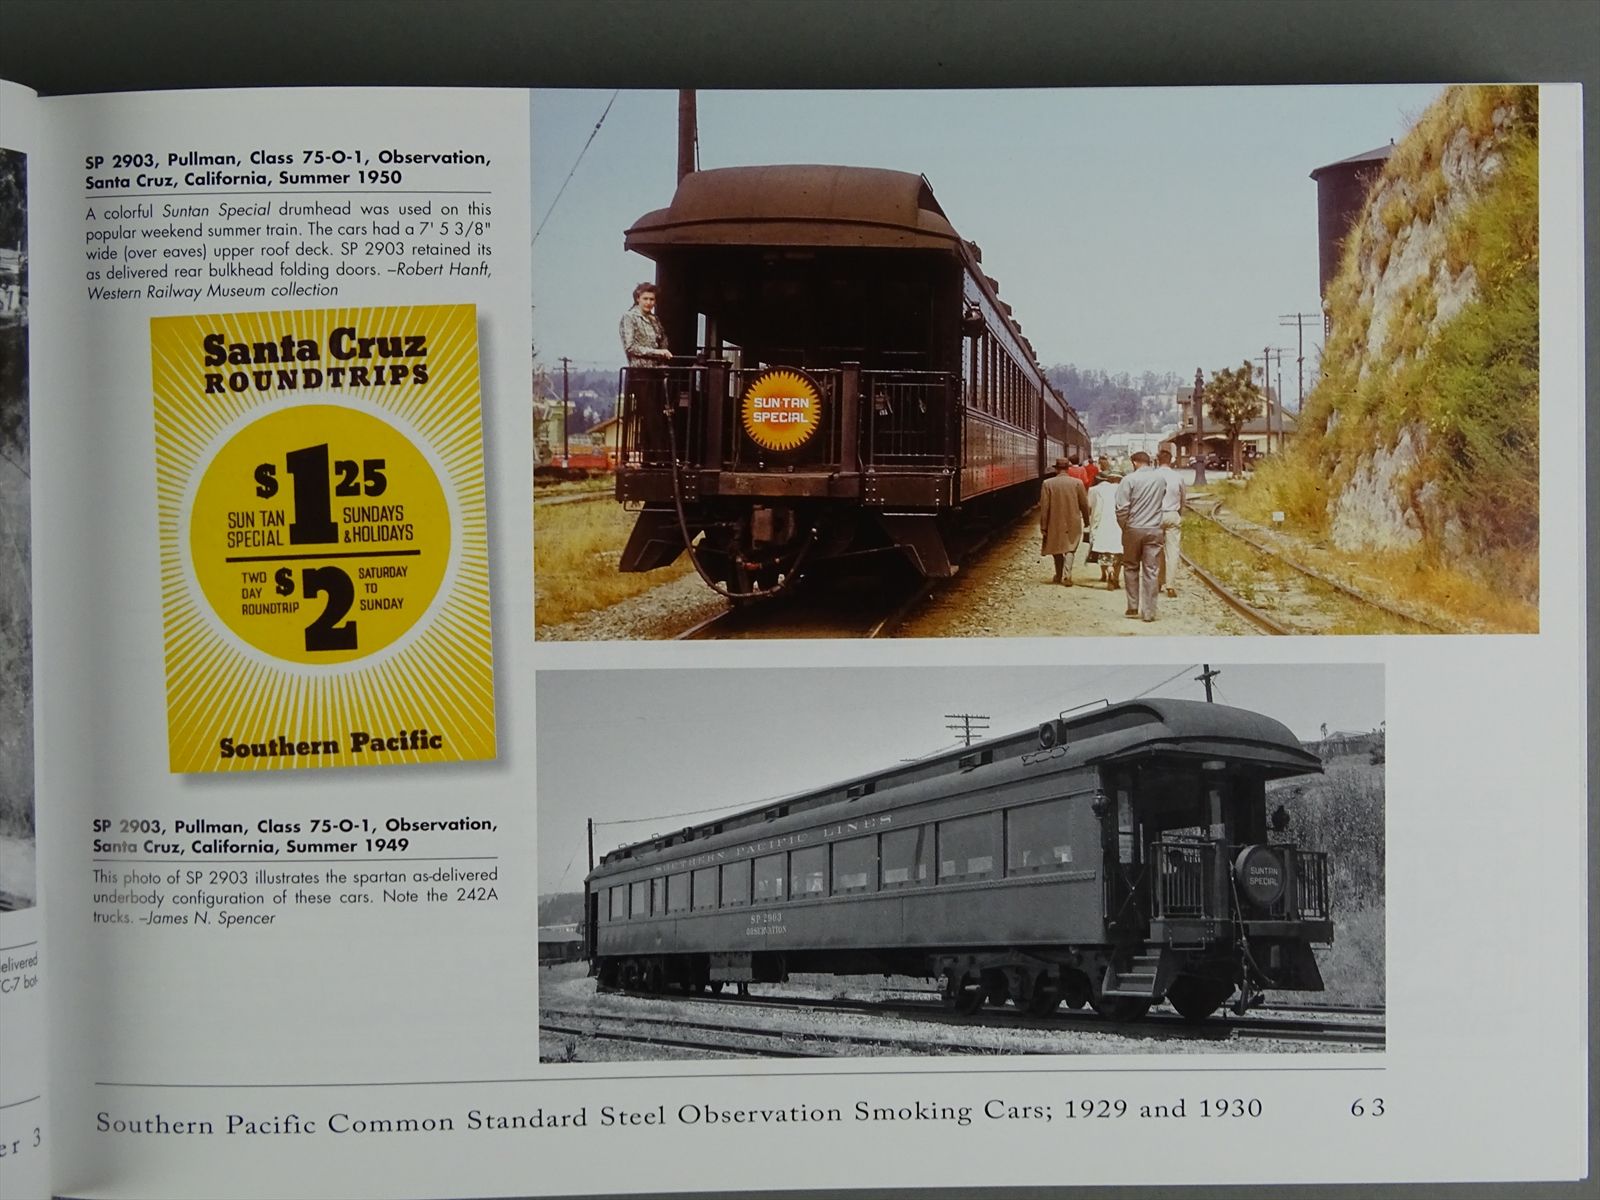 SP 2903, Pullman, Class 75-O-1, Observation,
Santa Cruz, California, Summer 1950
A colorful Suntan Special drumhead was used on this
popular weekend summer train. The cars had a 7' 5 3/8"
wide (over eaves) upper roof deck. SP 2903 retained its
as delivered rear bulkhead folding doors. –Robert Hanft,
Western Railway Museum collection
Santa Cruz
ROUNDTRIPS
$1.25
SUN TAN
SPECIAL
SUNDAYS
& HOLIDAYS
TWO
DAY
ROUNDTRIP
$2
SATURDAY
TO
SUNDAY
Southern Pacific
SUN-TAN
SPECIAL
SP 2903, Pullman, Class 75-O-1, Observation,
Santa Cruz, California, Summer 1949
This photo of SP 2903 illustrates the spartan as-delivered
underbody configuration of these cars. Note the 242A
trucks. –James N. Spencer
SOUTHERN PACIFIC LINES
SP 2903
OBSERVATION
SUNTAN
SPECIAL
elivered
C-7 bot-
er 3
Southern Pacific Common Standard Steel Observation Smoking Cars; 1929 and 1930 63